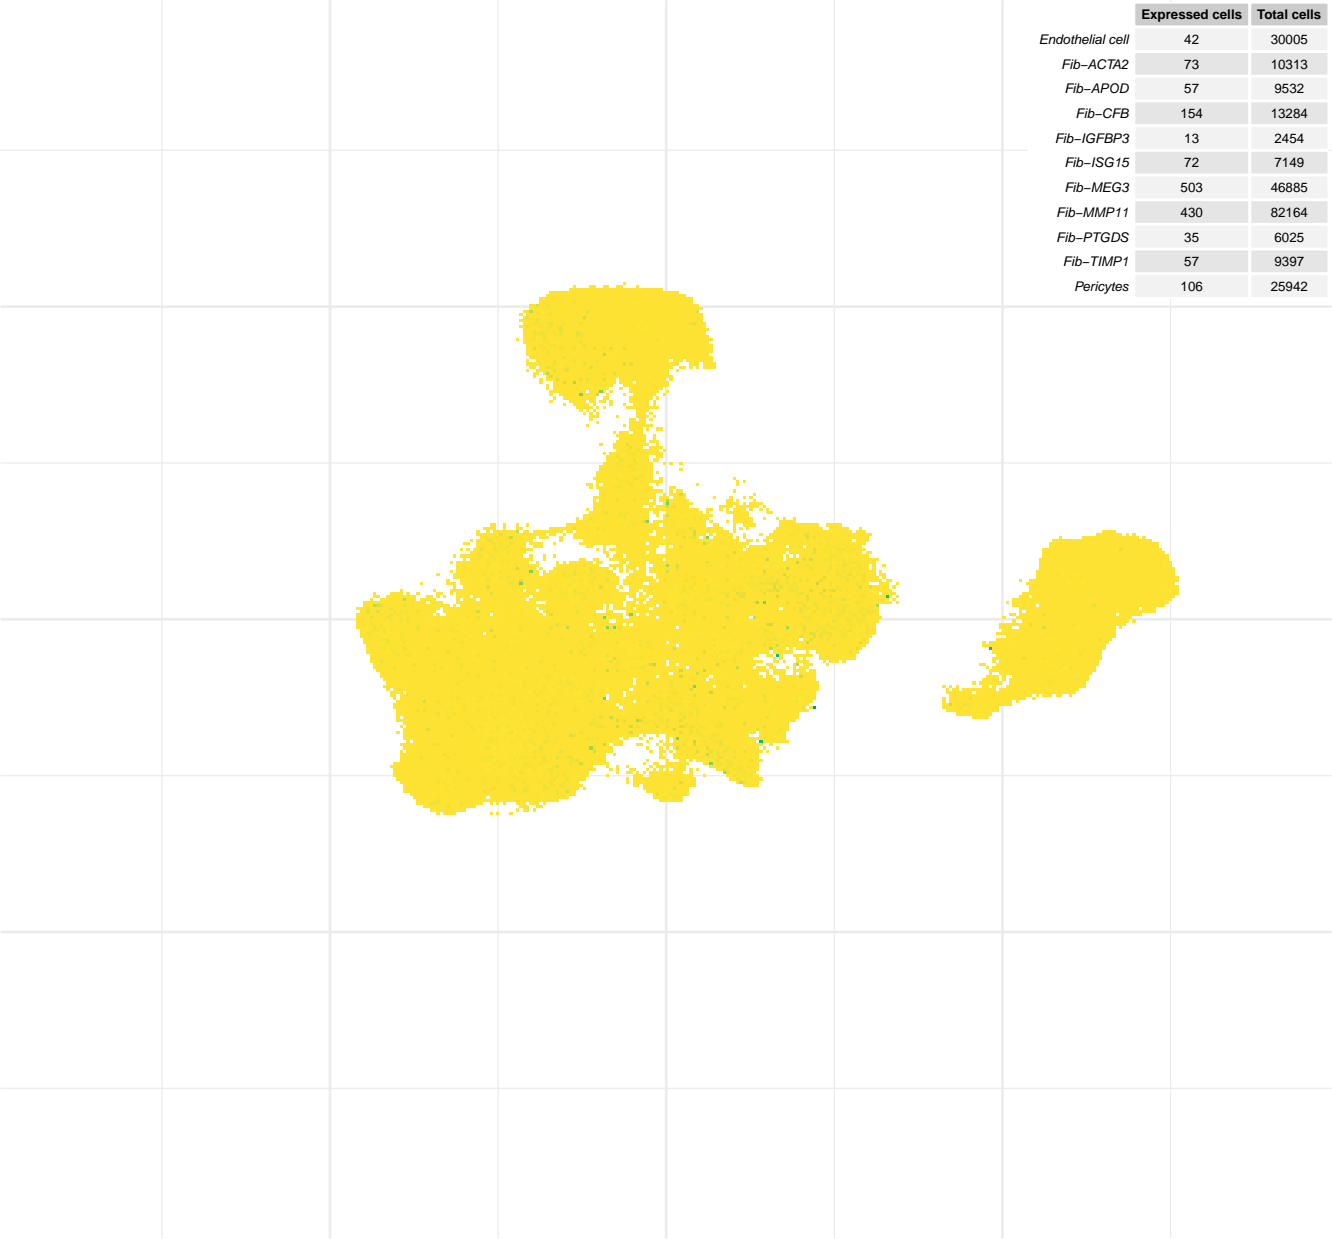 Expressed cells Total cells
Endothelial cell 42 30005
Fib−ACTA2 73 10313
Fib−APOD 57 9532
Fib−CFB 154 13284
Fib−IGFBP3 13 2454
Fib−ISG15 72 7149
Fib−MEG3 503 46885
Fib−MMP11 430 82164
Fib−PTGDS 35 6025
Fib−TIMP1 57 9397
Pericytes 106 25942